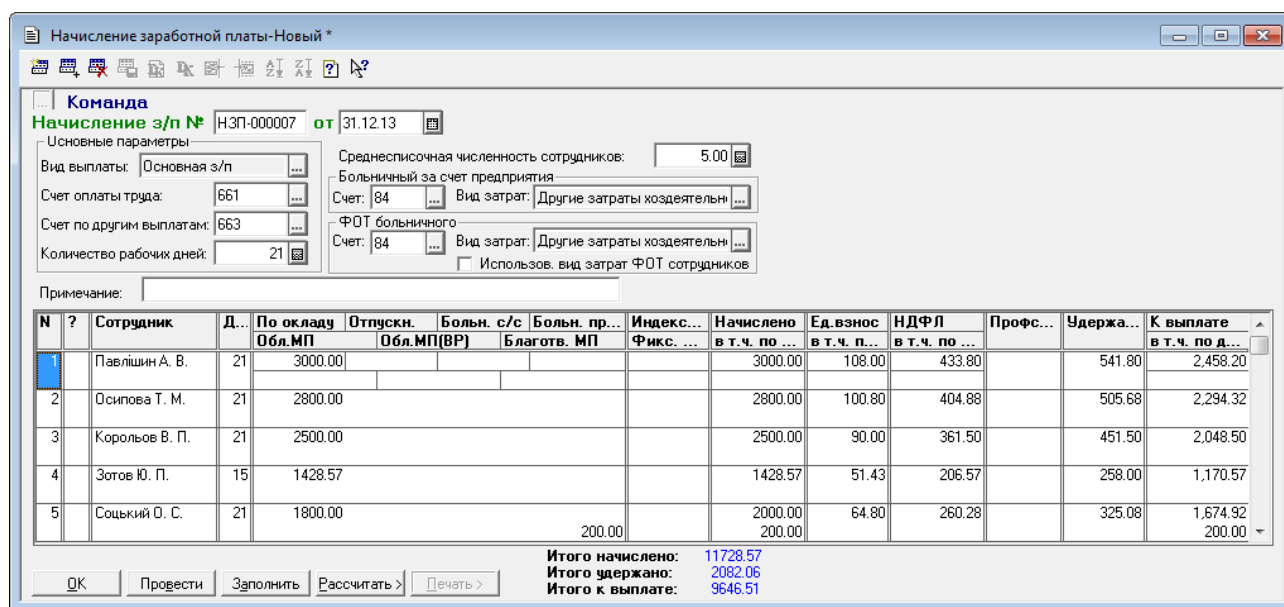 Начисление заработной платы-Новый *
... Команда
Начисление з/п № НЗП-000007 от 31.12.13
Основные параметры
Вид выплаты: Основная з/п ...
Счет оплаты труда: 661 ...
Счет по другим выплатам: 663 ...
Количество рабочих дней: 21
Среднесписочная численность сотрудников: 5.00
Больничный за счет предприятия
Счет: 84 ... Вид затрат: Другие затраты хоздеятельн ...
ФОТ больничного
Счет: 84 ... Вид затрат: Другие затраты хоздеятельн ...
Использов. вид затрат ФОТ сотрудников
Примечание:
N ? Сотрудник Д... По окладу Отпускн. Больн. с/с Больн. пр... Индекс... Начислено Ед.взнос НДФЛ Профс... Удержа... К выплате
Обл.МП Обл.МП(ВР) Благотв. МП Фикс. ... в т.ч. по ... в т.ч. п... в т.ч. по ... в т.ч. по д...
1 Павлішин А. В. 21 3000.00 3000.00 108.00 433.80 541.80 2,458.20
2 Осипова Т. М. 21 2800.00 2800.00 100.80 404.88 505.68 2,294.32
3 Корольов В. П. 21 2500.00 2500.00 90.00 361.50 451.50 2,048.50
4 Зотов Ю. П. 15 1428.57 1428.57 51.43 206.57 258.00 1,170.57
5 Соцький О. С. 21 1800.00 2000.00 64.80 260.28 325.08 1,674.92
200.00 200.00 200.00
Итого начислено: 11728.57
Итого удержано: 2082.06
Итого к выплате: 9646.51
OK Провести Заполнить Рассчитать > Печать >